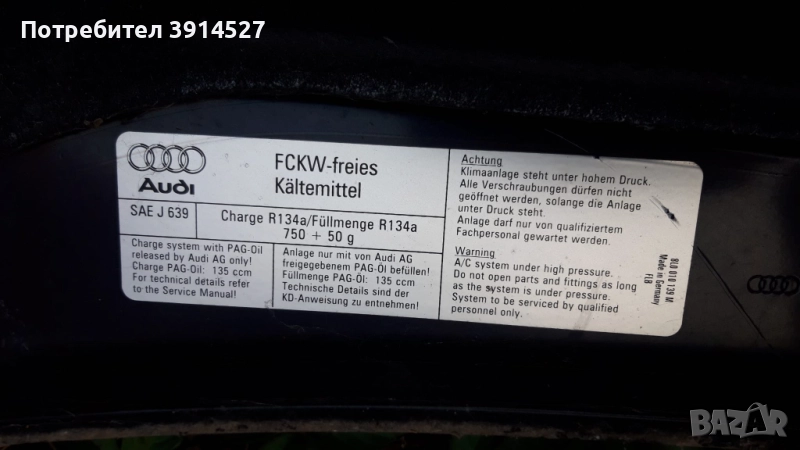 Потребител 3914527
Audi
FCKW-freies
Kältemittel
SAE J 639
Charge R134a/Füllmenge R134a
750 + 50 g
Charge system with PAG-Oil
released by Audi AG only!
Charge PAG-Oil: 135 ccm
For technical details refer
to the Service Manual!
Anlage nur mit von Audi AG
freigegebenem PAG-Öl befüllen!
Füllmenge PAG-Öl: 135 ccm
Technische Details sind der
KD-Anweisung zu entnehmen!
Achtung
Klimaanlage steht unter hohem Druck.
Alle Verschraubungen dürfen nicht
geöffnet werden, solange die Anlage
unter Druck steht.
Anlage darf nur von qualifiziertem
Fachpersonal gewartet werden.
Warning
A/C system under high pressure.
Do not open parts and fittings as long
as the system is under pressure.
System to be serviced by qualified
personnel only.
8L0 010 139 M
Made in Germany
FLB
BAZAR